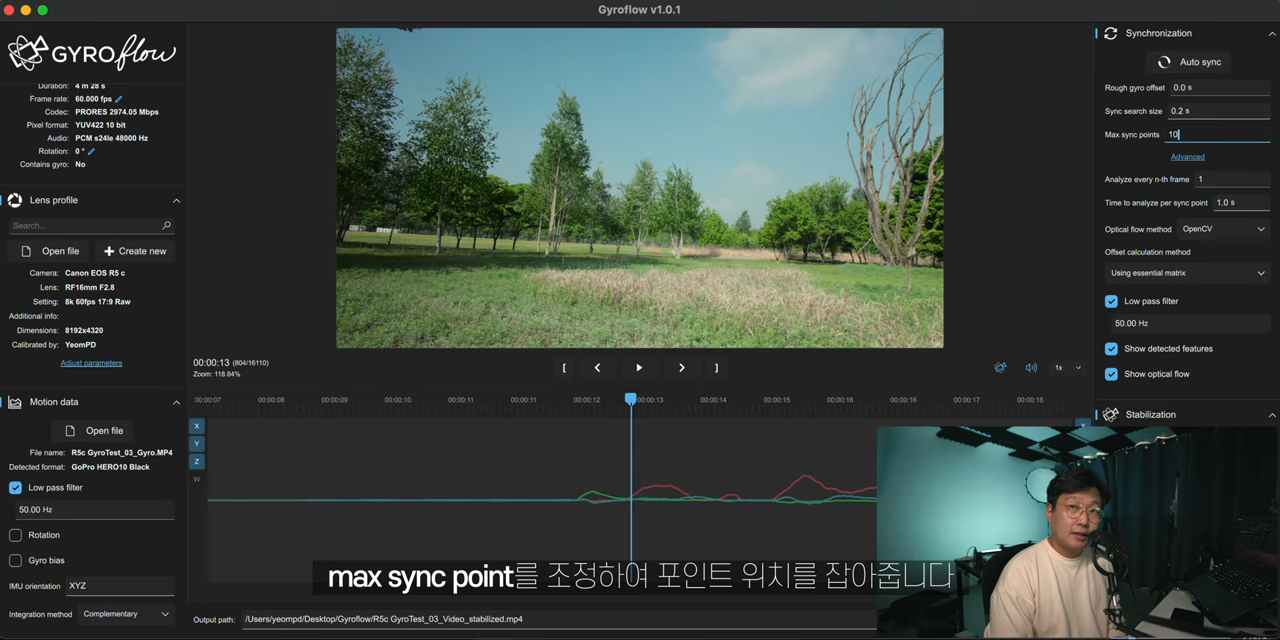 Gyroflow v1.0.1
GYROflow
Duration: 4 m 28 s
Frame rate: 60.000 fps
Codec: PRORES 2974.05 Mbps
Pixel format: YUV422 10 bit
Audio: PCM s24le 48000 Hz
Rotation: 0 °
Contains gyro: No
Lens profile
Search...
Open file
Create new
Camera: Canon EOS R5 c
Lens: RF16mm F2.8
Setting: 8k 60fps 17:9 Raw
Additional info:
Dimensions: 8192x4320
Calibrated by: YeomPD
Adjust parameters
Motion data
Open file
File name: R5c GyroTest_03_Gyro.MP4
Detected format: GoPro HERO10 Black
Low pass filter
50.00 Hz
Rotation
Gyro bias
IMU orientation XYZ
Integration method Complementary
00:00:13 (804/16110)
Zoom: 118.84%
[
]
1x
00:00:07 00:00:08 00:00:09 00:00:10 00:00:11 00:00:11 00:00:12 00:00:13 00:00:14 00:00:15 00:00:16 00:00:16 00:00:17 00:00:18
X
Y
Z
W
max sync point를 조정하여 포인트 위치를 잡아줍니다
Output path: /Users/yeompd/Desktop/Gyroflow/R5c GyroTest_03_Video_stabilized.mp4
Synchronization
Auto sync
Rough gyro offset 0.0 s
Sync search size 0.2 s
Max sync points 10
Advanced
Analyze every n-th frame 1
Time to analyze per sync point 1.0 s
Optical flow method OpenCV
Offset calculation method
Using essential matrix
Low pass filter
50.00 Hz
Show detected features
Show optical flow
Stabilization